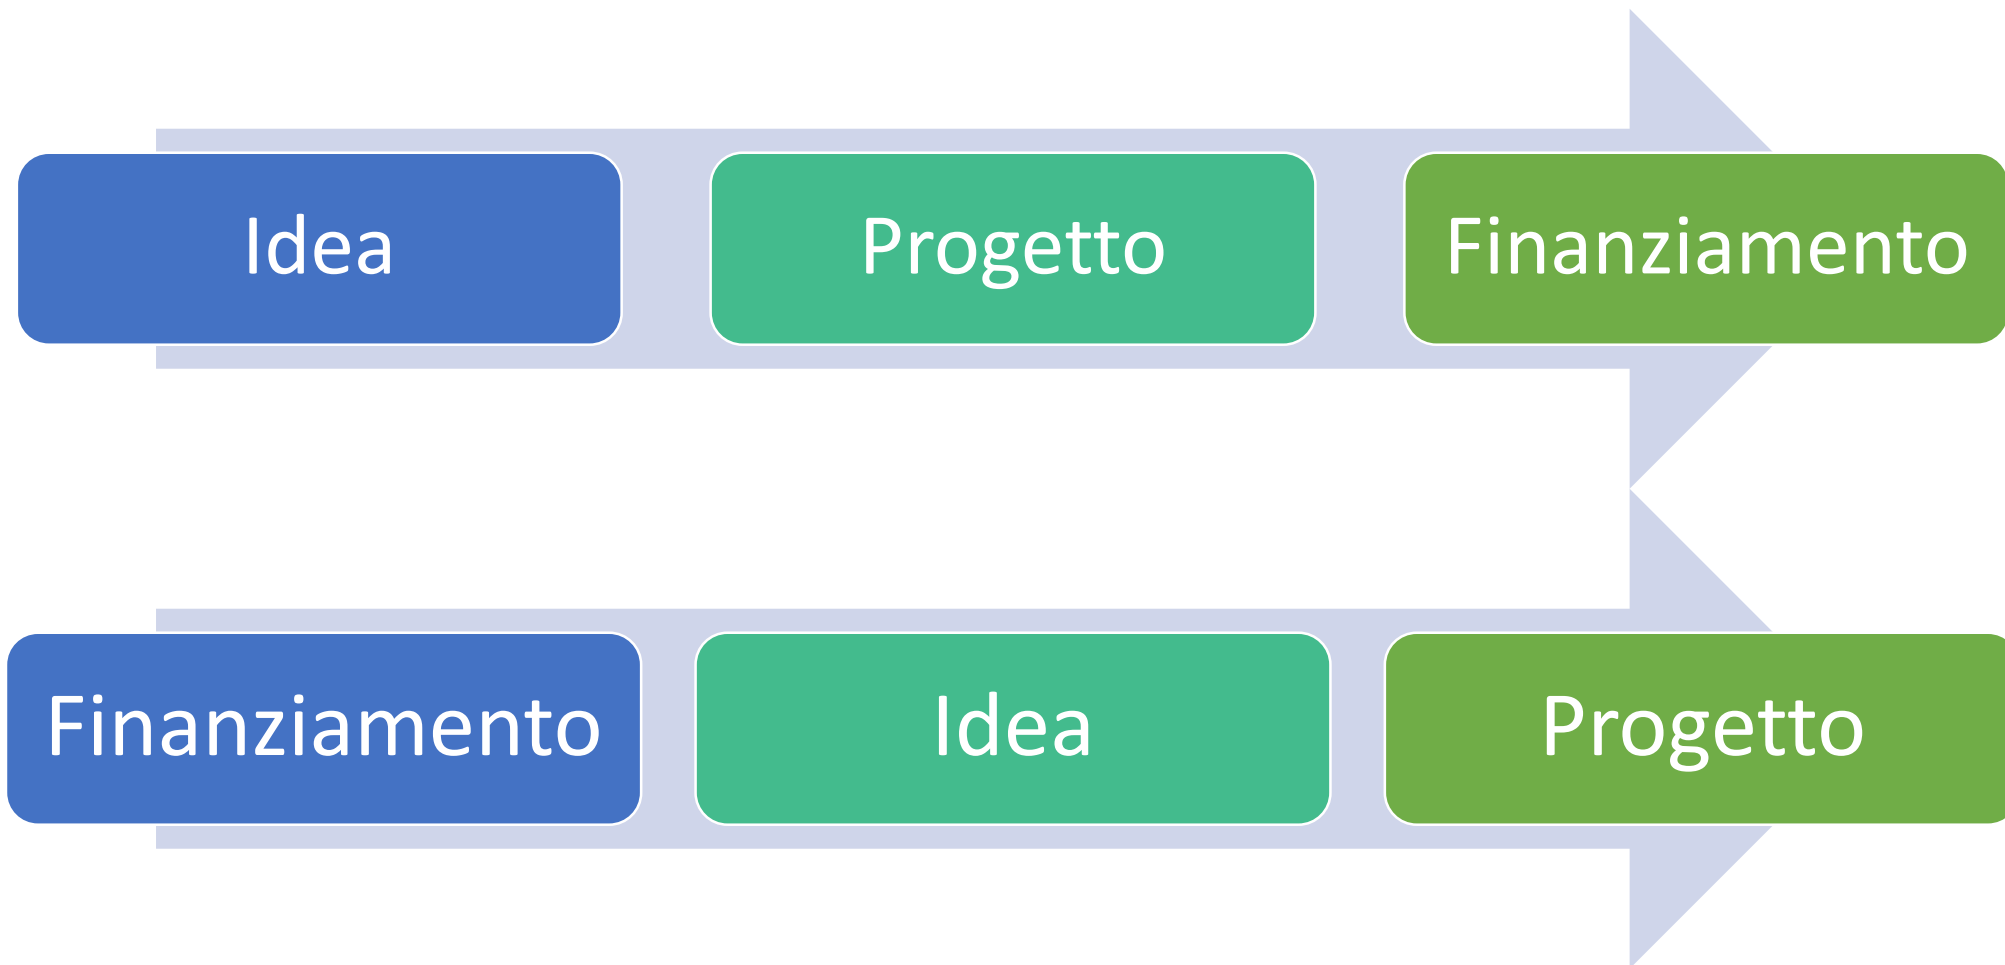 Idea
Progetto
Finanziamento
Finanziamento
Idea
Progetto